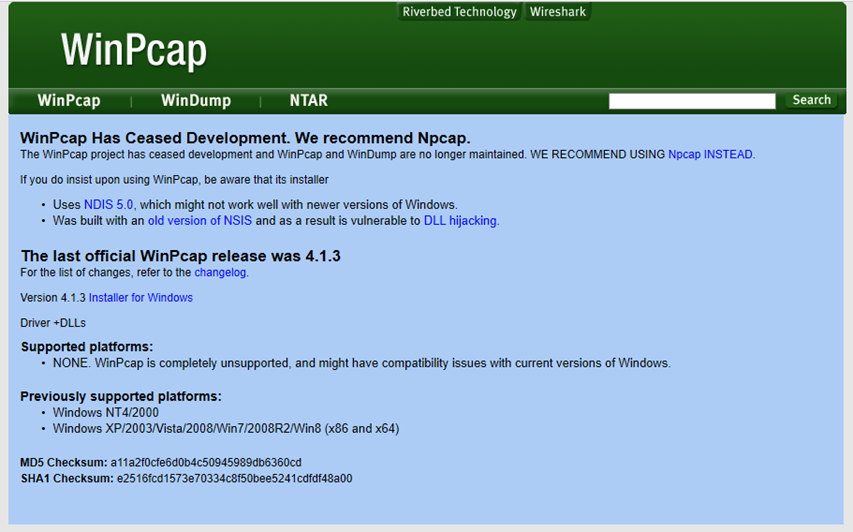 Riverbed Technology Wireshark
WinPcap
WinPcap | WinDump | NTAR Search
WinPcap Has Ceased Development. We recommend Npcap.
The WinPcap project has ceased development and WinPcap and WinDump are no longer maintained. WE RECOMMEND USING Npcap INSTEAD.
If you do insist upon using WinPcap, be aware that its installer
• Uses NDIS 5.0, which might not work well with newer versions of Windows.
• Was built with an old version of NSIS and as a result is vulnerable to DLL hijacking.
The last official WinPcap release was 4.1.3
For the list of changes, refer to the changelog.
Version 4.1.3 Installer for Windows
Driver +DLLs
Supported platforms:
• NONE. WinPcap is completely unsupported, and might have compatibility issues with current versions of Windows.
Previously supported platforms:
• Windows NT4/2000
• Windows XP/2003/Vista/2008/Win7/2008R2/Win8 (x86 and x64)
MD5 Checksum: a11a2f0cfe6d0b4c50945989db6360cd
SHA1 Checksum: e2516fcd1573e70334c8f50bee5241cdfdf48a00